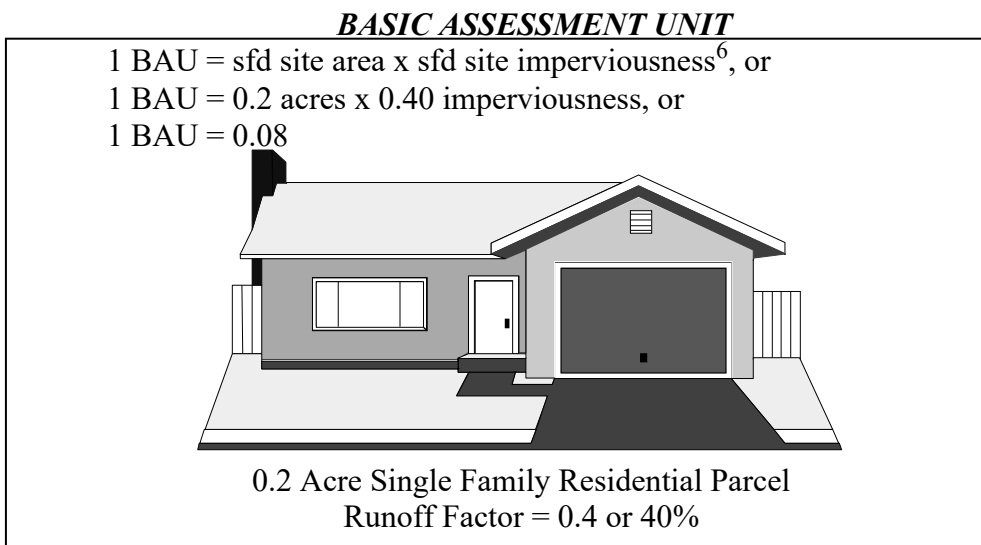 BASIC ASSESSMENT UNIT
1 BAU = sfd site area x sfd site imperviousness⁶, or
1 BAU = 0.2 acres x 0.40 imperviousness, or
1 BAU = 0.08
0.2 Acre Single Family Residential Parcel
Runoff Factor = 0.4 or 40%